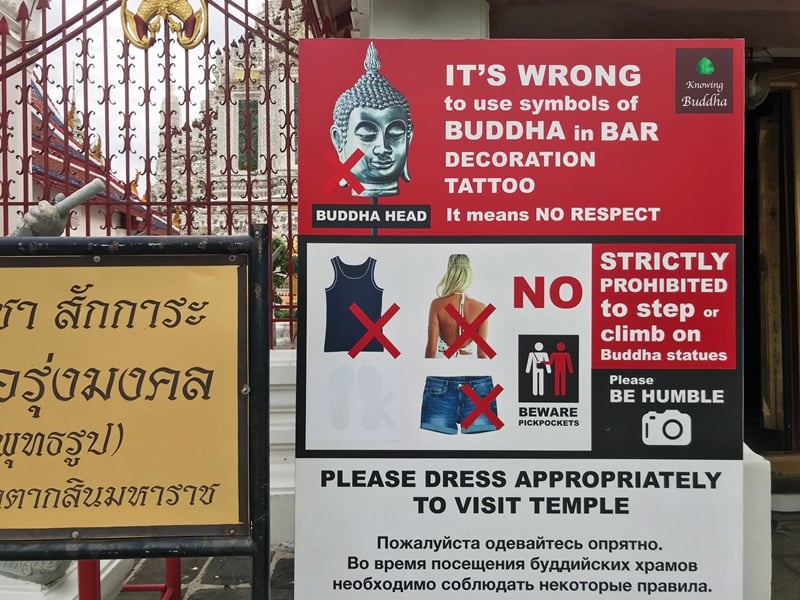 ชา สักการะ
อรุ่งมงคล
พุทธรูป)
ตากสินมหาราช
IT'S WRONG
to use symbols of
BUDDHA in BAR
DECORATION
TATTOO
It means NO RESPECT
BUDDHA HEAD
Knowing
Buddha
NO
BEWARE
PICKPOCKETS
STRICTLY
PROHIBITED
to step or
climb on
Buddha statues
Please
BE HUMBLE
PLEASE DRESS APPROPRIATELY
TO VISIT TEMPLE
Пожалуйста одевайтесь опрятно.
Во время посещения буддийских храмов
необходимо соблюдать некоторые правила.